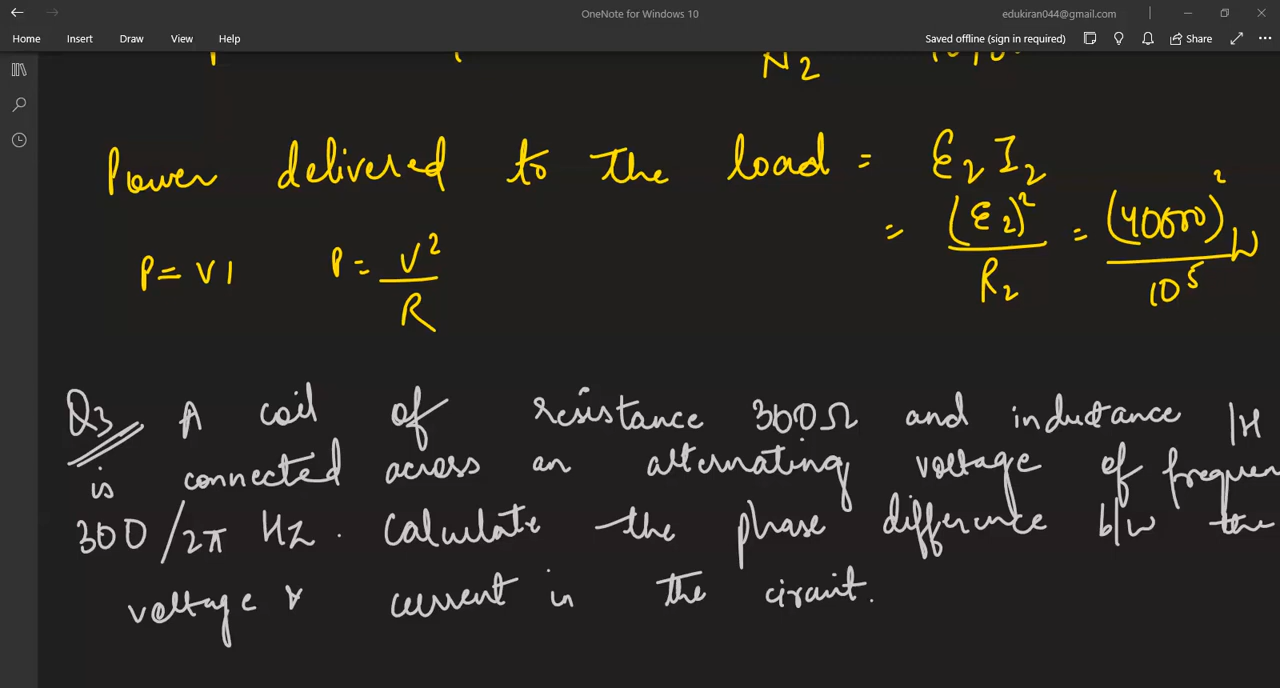 OneNote for Windows 10
edukiran044@gmail.com
Home Insert Draw View Help
Saved offline (sign in required)
Share
N2
Power delivered to the load = ε2 I2
= (ε2)² / R2 = (40000)² / 10⁵ W
P = VI P = V² / R
Q3 A coil of resistance 300Ω and inductance 1H
is connected across an alternating voltage of frequen
300/2π Hz. Calculate the phase difference b/w the
voltage & current in the circuit.